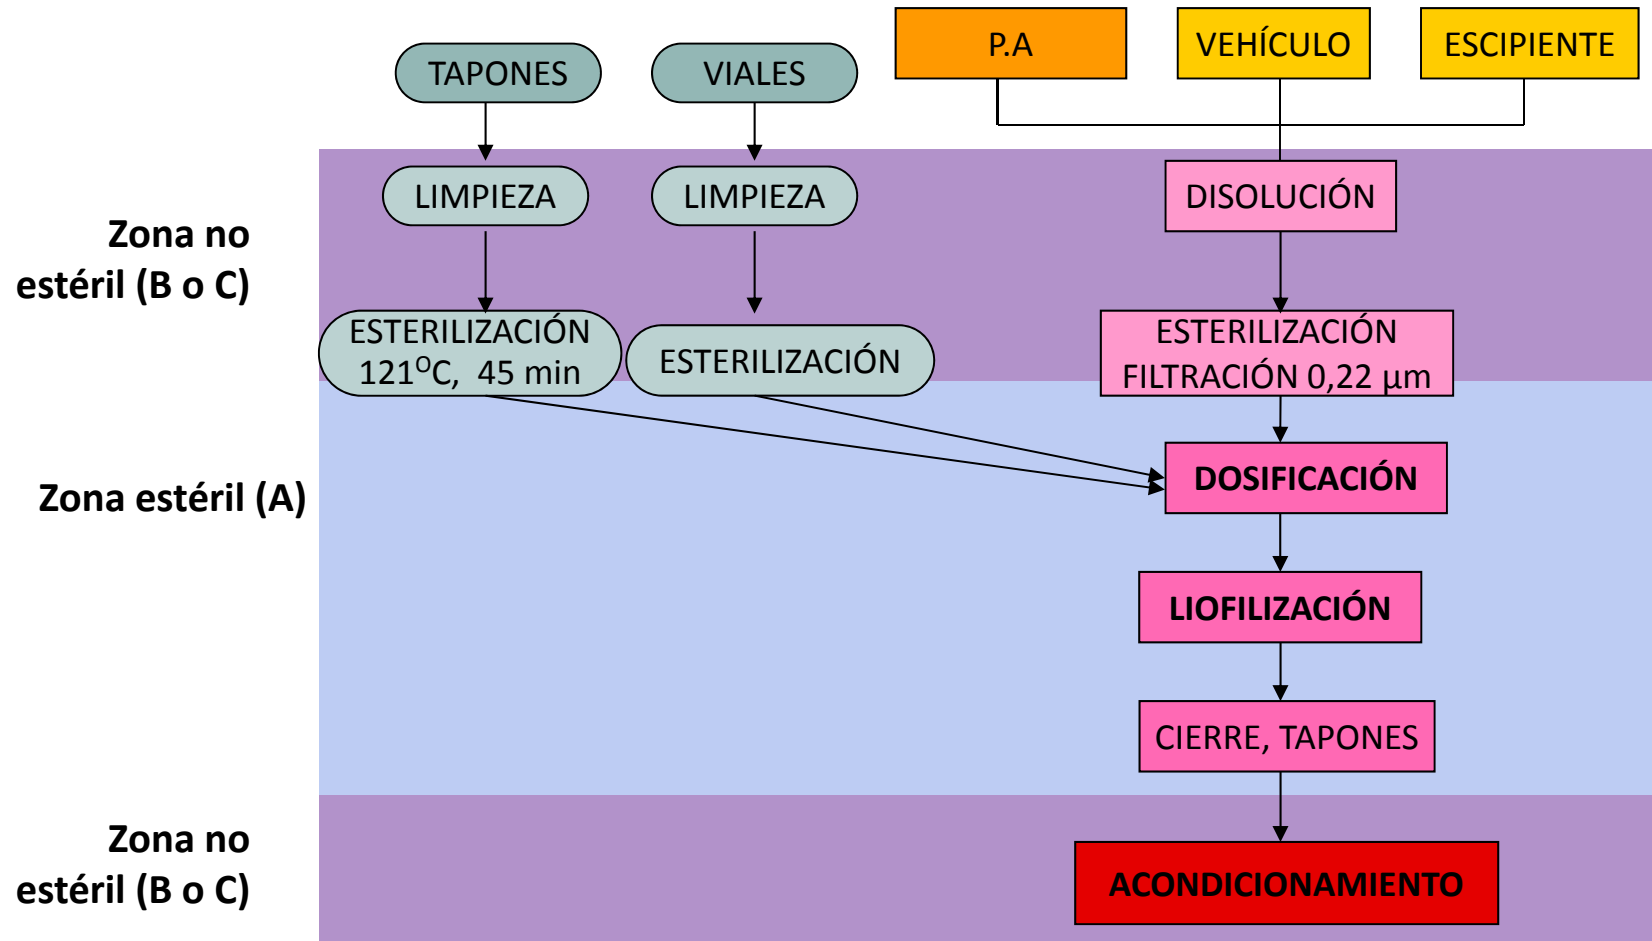 P.A
VEHÍCULO
ESCIPIENTE
TAPONES
VIALES
LIMPIEZA
LIMPIEZA
DISOLUCIÓN
Zona no
estéril (B o C)
ESTERILIZACIÓN
121ºC, 45 min
ESTERILIZACIÓN
ESTERILIZACIÓN
FILTRACIÓN 0,22 µm
Zona estéril (A)
DOSIFICACIÓN
LIOFILIZACIÓN
CIERRE, TAPONES
Zona no
estéril (B o C)
ACONDICIONAMIENTO